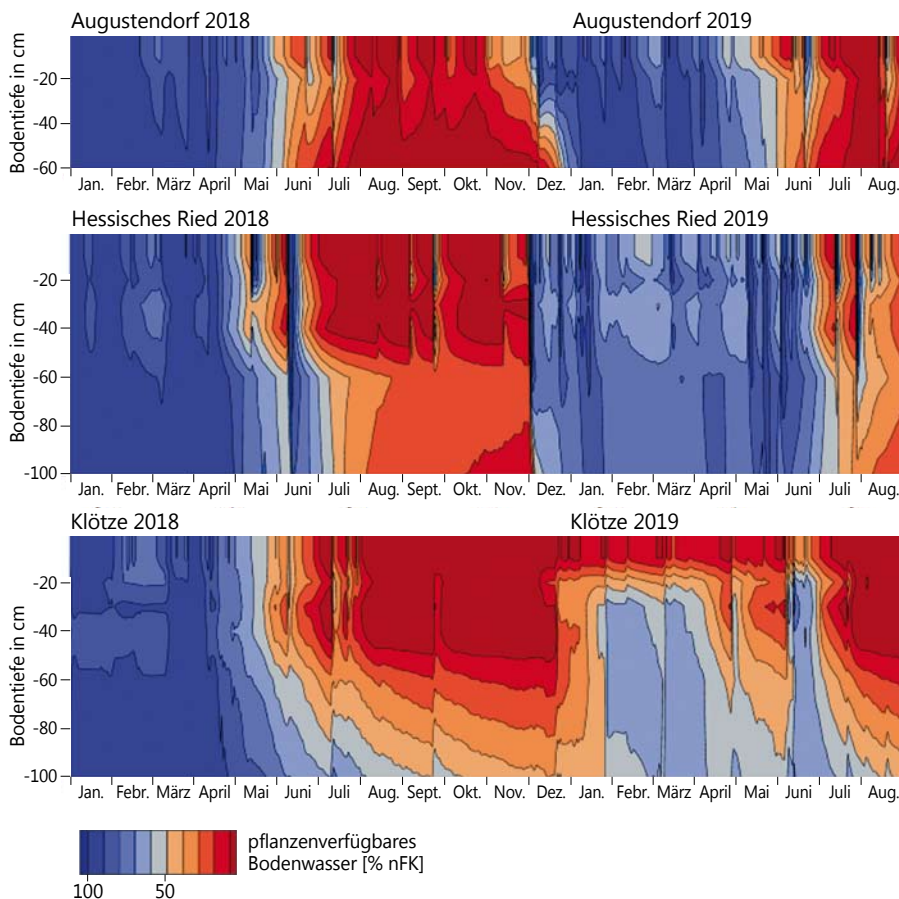 Augustendorf 2018 Augustendorf 2019
Bodentiefe in cm
-20
-40
-60
Jan. Febr. März April Mai Juni Juli Aug. Sept. Okt. Nov. Dez. Jan. Febr. März April Mai Juni Juli Aug.
Hessisches Ried 2018 Hessisches Ried 2019
Bodentiefe in cm
-20
-40
-60
-80
-100
Jan. Febr. März April Mai Juni Juli Aug. Sept. Okt. Nov. Dez. Jan. Febr. März April Mai Juni Juli Aug.
Klötze 2018 Klötze 2019
Bodentiefe in cm
-20
-40
-60
-80
-100
Jan. Febr. März April Mai Juni Juli Aug. Sept. Okt. Nov. Dez. Jan. Febr. März April Mai Juni Juli Aug.
pflanzenverfügbares
Bodenwasser [% nFK]
100 50